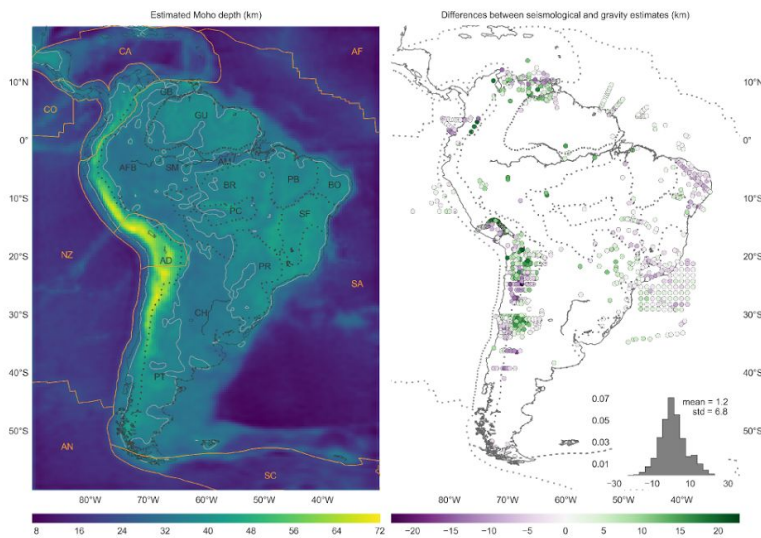 Estimated Moho depth (km)
Differences between seismological and gravity estimates (km)
CA
AF
10°N
10°N
CO
GB
GU
0°
0°
AFB
SM
AM
PB
BR
BO
10°S
10°S
PC
SF
NZ
AD
20°S
20°S
PR
SA
CH
30°S
30°S
PT
40°S
40°S
0.07
mean = 1.2
std = 6.8
0.05
AN
50°S
50°S
0.03
SC
0.01
−30 −10 10 30
80°W 70°W 60°W 50°W 40°W
80°W 70°W 60°W 50°W 40°W
8 16 24 32 40 48 56 64 72
−20 −15 −10 −5 0 5 10 15 20